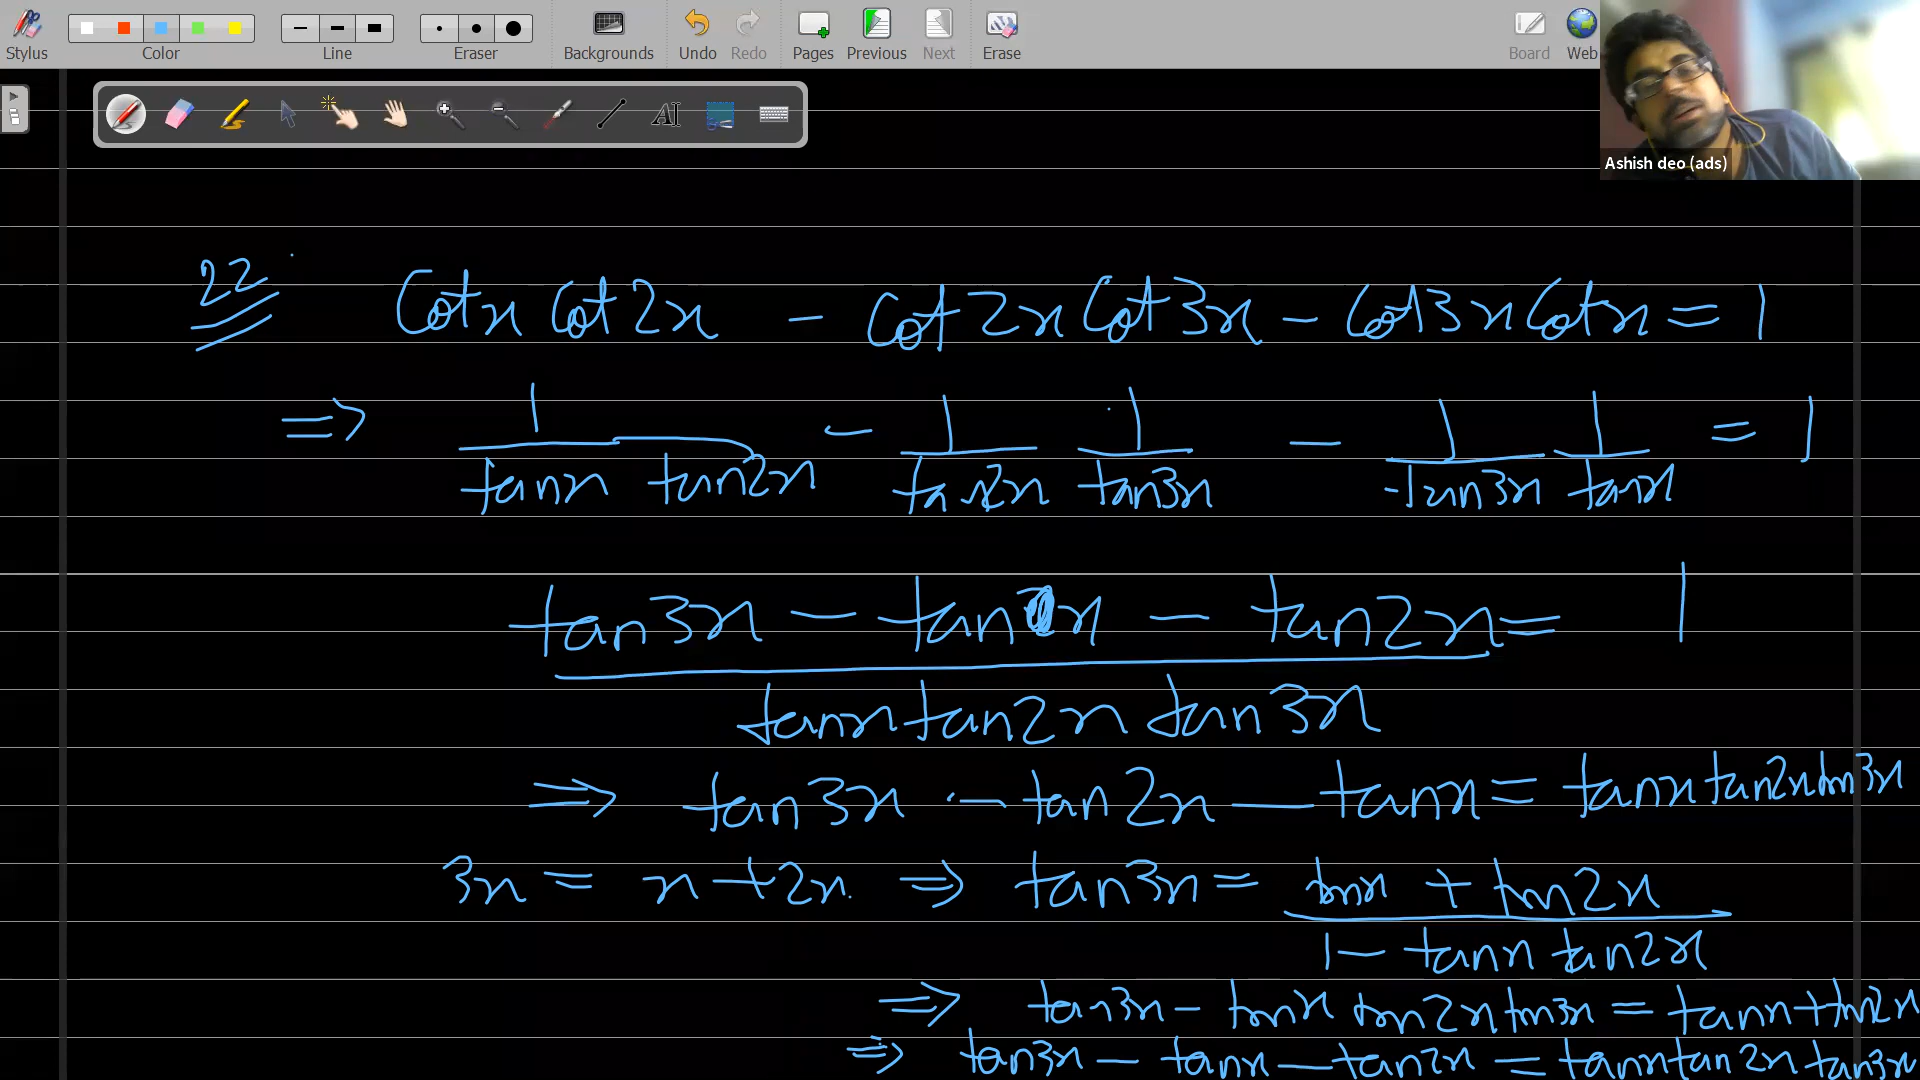 Stylus Color Line Eraser Backgrounds Undo Redo Pages Previous Next Erase Board Web
Ashish deo (ads)
22 Cotx Cot2x - Cot2x Cot3x - Cot3x Cotx = 1
=> 1/(tanx tan2x) - 1/tan2x 1/tan3x - 1/tan3x 1/tanx = 1
(tan3x - tanx - tan2x)/(tanx tan2x tan3x) = 1
=> tan3x - tan2x - tanx = tanx tan2x tan3x
3x = x+2x => tan3x = (tanx + tan2x)/(1 - tanx tan2x)
=> tan3x - tanx tan2x tan3x = tanx + tan2x
=> tan3x - tanx - tan2x = tanx tan2x tan3x